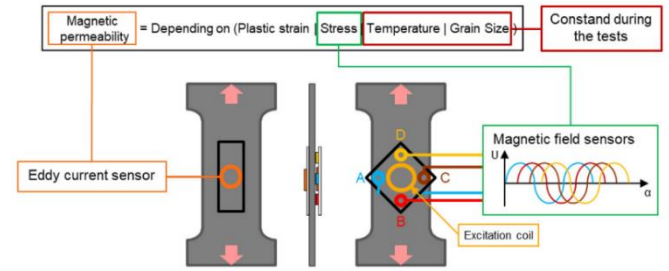 Magnetic
permeability
= Depending on (Plastic strain | Stress | Temperature | Grain Size )
Constand during
the tests
Eddy current sensor
D
A
C
B
Excitation coil
Magnetic field sensors
U
α